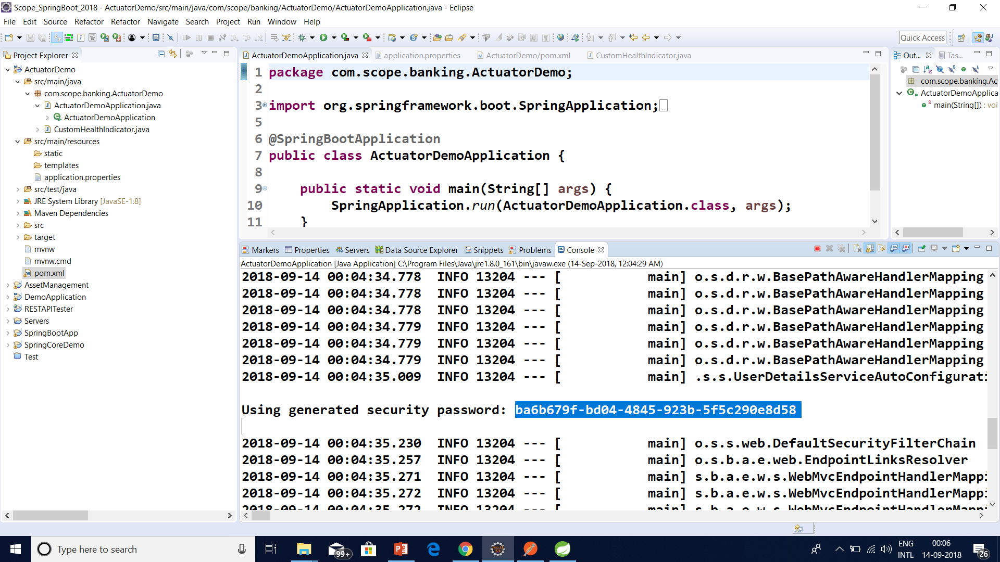 Scope_SpringBoot_2018 - ActuatorDemo/src/main/java/com/scope/banking/ActuatorDemo/ActuatorDemoApplication.java - Eclipse
File Edit Source Refactor Refactor Navigate Search Project Run Window Help
Quick Access
Project Explorer
ActuatorDemo
src/main/java
com.scope.banking.ActuatorDemo
ActuatorDemoApplication.java
ActuatorDemoApplication
CustomHealthIndicator.java
src/main/resources
static
templates
application.properties
src/test/java
JRE System Library [JavaSE-1.8]
Maven Dependencies
src
target
mvnw
mvnw.cmd
pom.xml
AssetManagement
DemoApplication
RESTAPITester
Servers
SpringBootApp
SpringCoreDemo
Test
ActuatorDemoApplication.java application.properties ActuatorDemo/pom.xml CustomHealthIndicator.java
1 package com.scope.banking.ActuatorDemo;
2
3 import org.springframework.boot.SpringApplication;
5
6 @SpringBootApplication
7 public class ActuatorDemoApplication {
8
9 public static void main(String[] args) {
10 SpringApplication.run(ActuatorDemoApplication.class, args);
11 }
Out... Tas...
com.scope.banking.Ac
ActuatorDemoApplica
main(String[]) : voi
Markers Properties Servers Data Source Explorer Snippets Problems Console
ActuatorDemoApplication [Java Application] C:\Program Files\Java\jre1.8.0_161\bin\javaw.exe (14-Sep-2018, 12:04:29 AM)
2018-09-14 00:04:34.778 INFO 13204 --- [ main] o.s.d.r.w.BasePathAwareHandlerMapping
2018-09-14 00:04:34.778 INFO 13204 --- [ main] o.s.d.r.w.BasePathAwareHandlerMapping
2018-09-14 00:04:34.778 INFO 13204 --- [ main] o.s.d.r.w.BasePathAwareHandlerMapping
2018-09-14 00:04:34.779 INFO 13204 --- [ main] o.s.d.r.w.BasePathAwareHandlerMapping
2018-09-14 00:04:34.779 INFO 13204 --- [ main] o.s.d.r.w.BasePathAwareHandlerMapping
2018-09-14 00:04:34.779 INFO 13204 --- [ main] o.s.d.r.w.BasePathAwareHandlerMapping
2018-09-14 00:04:35.009 INFO 13204 --- [ main] .s.s.UserDetailsServiceAutoConfigurati
Using generated security password: ba6b679f-bd04-4845-923b-5f5c290e8d58
2018-09-14 00:04:35.230 INFO 13204 --- [ main] o.s.s.web.DefaultSecurityFilterChain
2018-09-14 00:04:35.257 INFO 13204 --- [ main] o.s.b.a.e.web.EndpointLinksResolver
2018-09-14 00:04:35.271 INFO 13204 --- [ main] s.b.a.e.w.s.WebMvcEndpointHandlerMappi
2018-09-14 00:04:35.272 INFO 13204 --- [ main] s.b.a.e.w.s.WebMvcEndpointHandlerMappi
2018-09-14 00:04:35.272 INFO 13204 --- [ main] s.b.a.e.w.s.WebMvcEndpointHandlerMappi
Type here to search
99+
ENG
INTL
00:06
14-09-2018
26